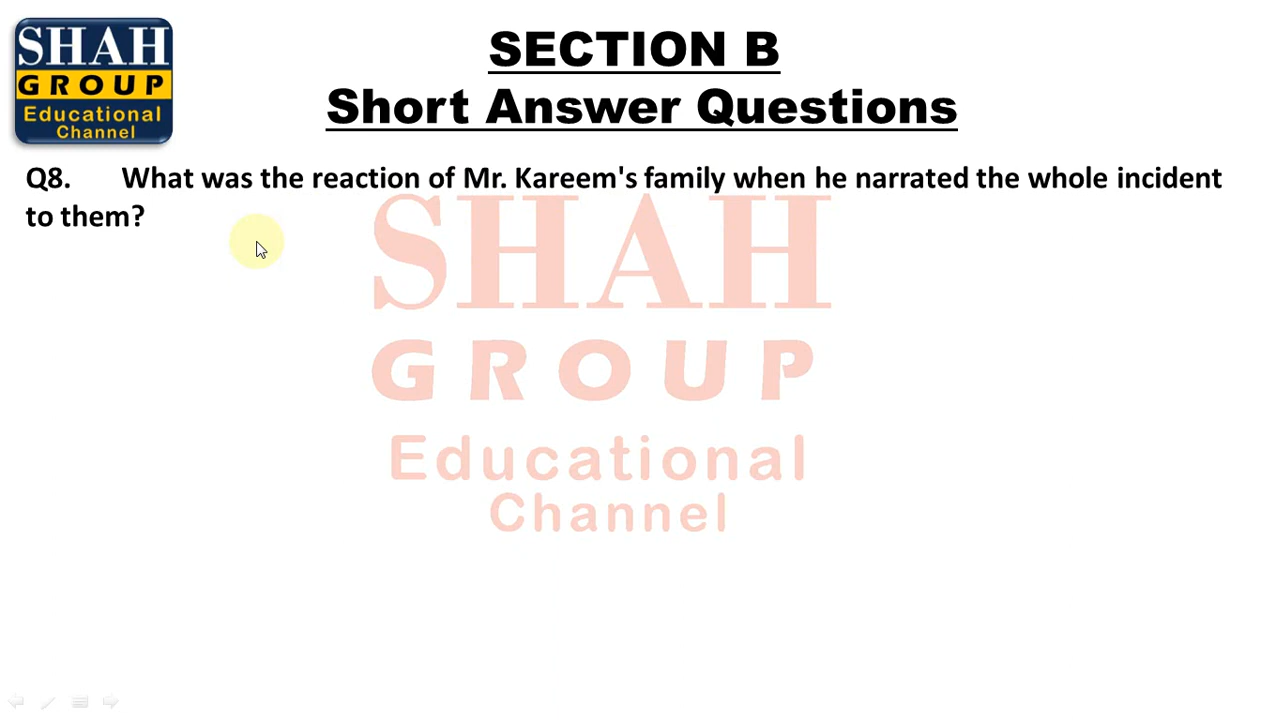 SHAH
GROUP
Educational
Channel
SECTION B
Short Answer Questions
Q8. What was the reaction of Mr. Kareem's family when he narrated the whole incident
to them?
SHAH
GROUP
Educational
Channel